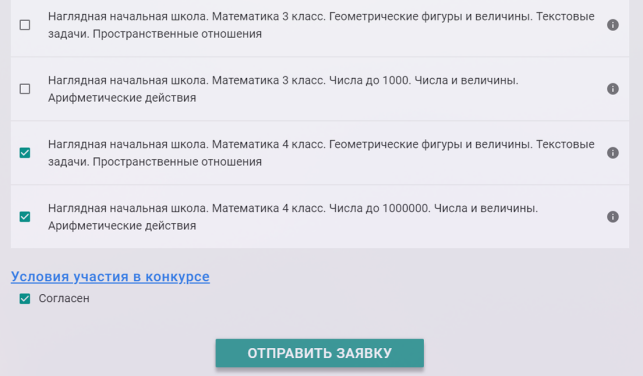 Наглядная начальная школа. Математика 3 класс. Геометрические фигуры и величины. Текстовые
задачи. Пространственные отношения
Наглядная начальная школа. Математика 3 класс. Числа до 1000. Числа и величины.
Арифметические действия
Наглядная начальная школа. Математика 4 класс. Геометрические фигуры и величины. Текстовые
задачи. Пространственные отношения
Наглядная начальная школа. Математика 4 класс. Числа до 1000000. Числа и величины.
Арифметические действия
Условия участия в конкурсе
Согласен
ОТПРАВИТЬ ЗАЯВКУ